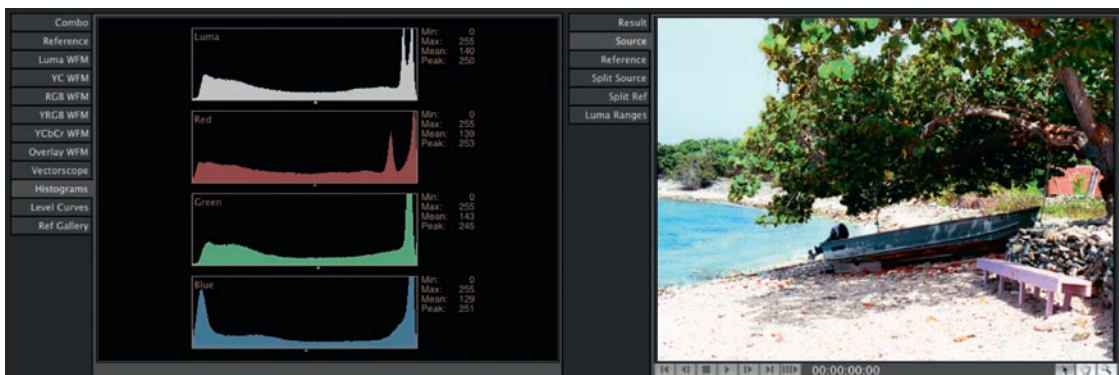 Combo
Reference
Luma WFM
YC WFM
RGB WFM
YRGB WFM
YCbCr WFM
Overlay WFM
Vectorscope
Histograms
Level Curves
Ref Gallery
Luma
Min: 0
Max: 255
Mean: 140
Peak: 250
Red
Min: 0
Max: 255
Mean: 139
Peak: 253
Green
Min: 0
Max: 255
Mean: 143
Peak: 245
Blue
Min: 0
Max: 255
Mean: 129
Peak: 251
Result
Source
Reference
Split Source
Split Ref
Luma Ranges
00:00:00:00